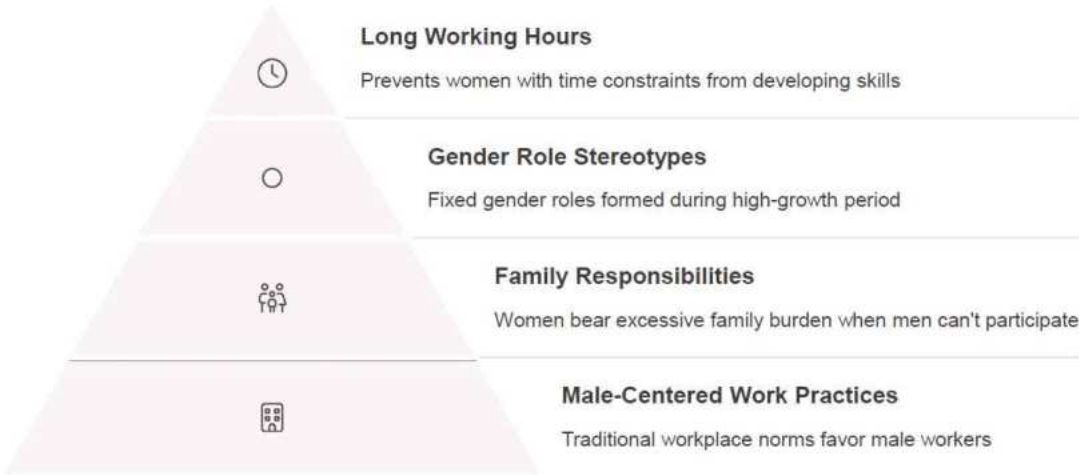 Long Working Hours
Prevents women with time constraints from developing skills
Gender Role Stereotypes
Fixed gender roles formed during high-growth period
Family Responsibilities
Women bear excessive family burden when men can't participate
Male-Centered Work Practices
Traditional workplace norms favor male workers